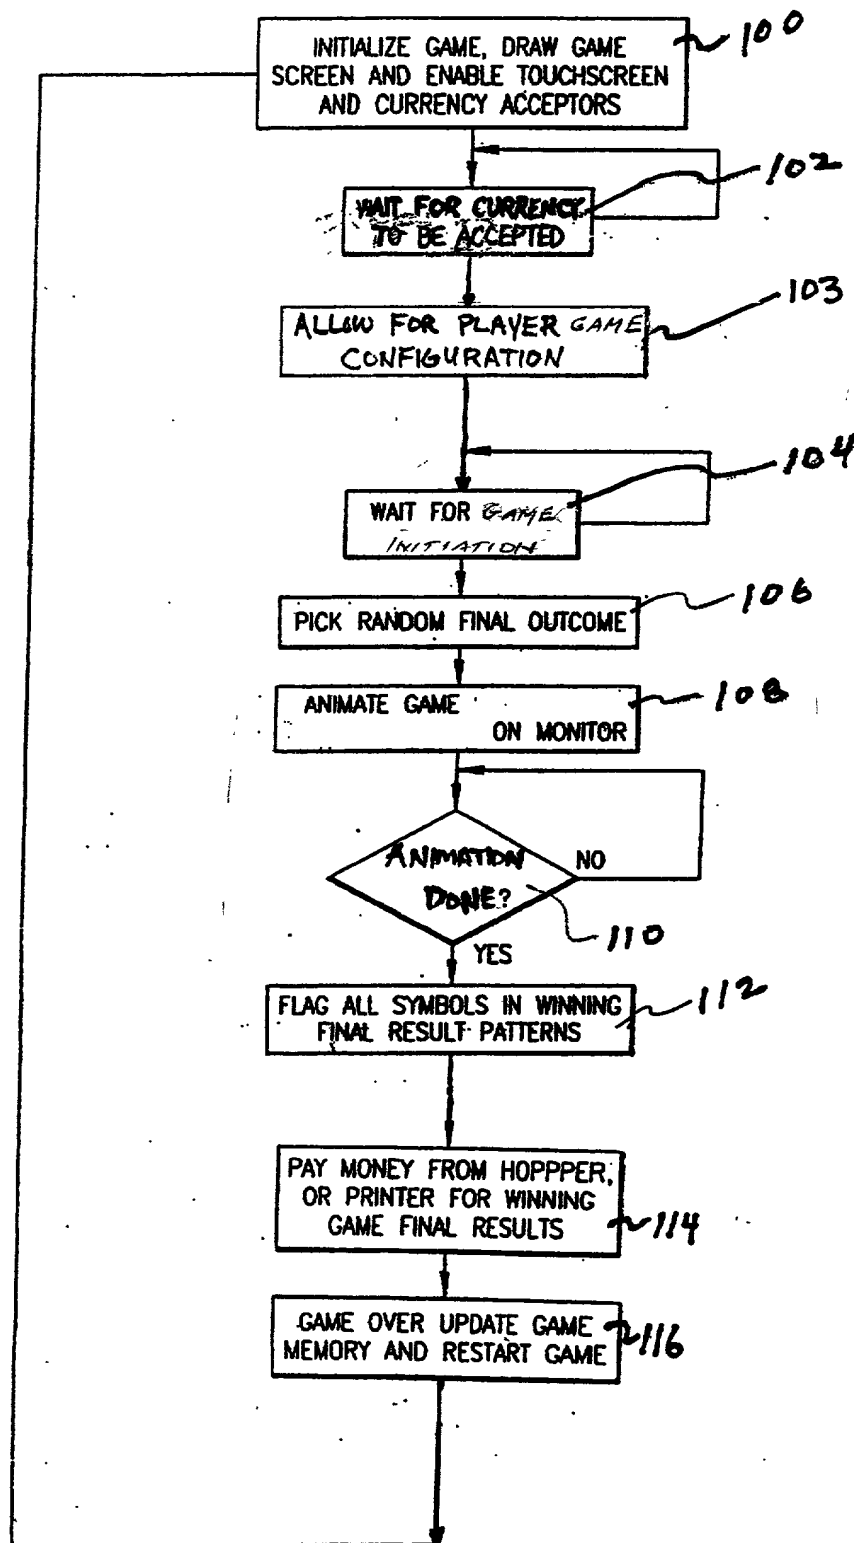 INITIALIZE GAME, DRAW GAME
SCREEN AND ENABLE TOUCHSCREEN
AND CURRENCY ACCEPTORS
100
WAIT FOR CURRENCY
TO BE ACCEPTED
102
ALLOW FOR PLAYER GAME
CONFIGURATION
103
WAIT FOR GAME
INITIATION
104
PICK RANDOM FINAL OUTCOME
106
ANIMATE GAME
ON MONITOR
108
ANIMATION
DONE?
NO
110
YES
FLAG ALL SYMBOLS IN WINNING
FINAL RESULT PATTERNS
112
PAY MONEY FROM HOPPPER,
OR PRINTER FOR WINNING
GAME FINAL RESULTS
114
GAME OVER UPDATE GAME
MEMORY AND RESTART GAME
116